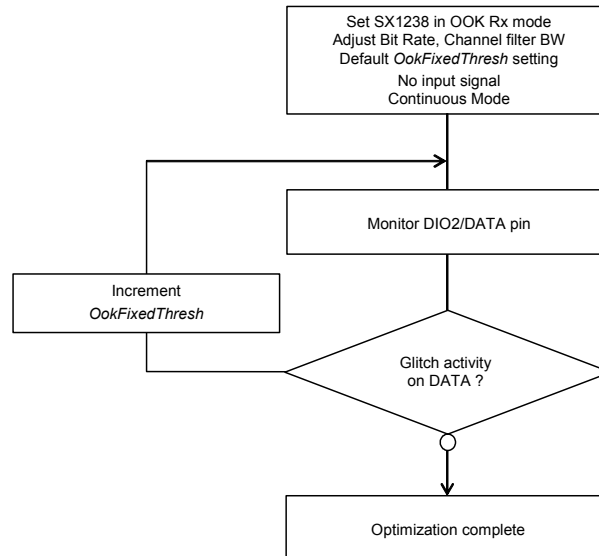 Set SX1238 in OOK Rx mode
Adjust Bit Rate, Channel filter BW
Default OokFixedThresh setting
No input signal
Continuous Mode
Monitor DIO2/DATA pin
Increment
OokFixedThresh
Glitch activity
on DATA ?
Optimization complete